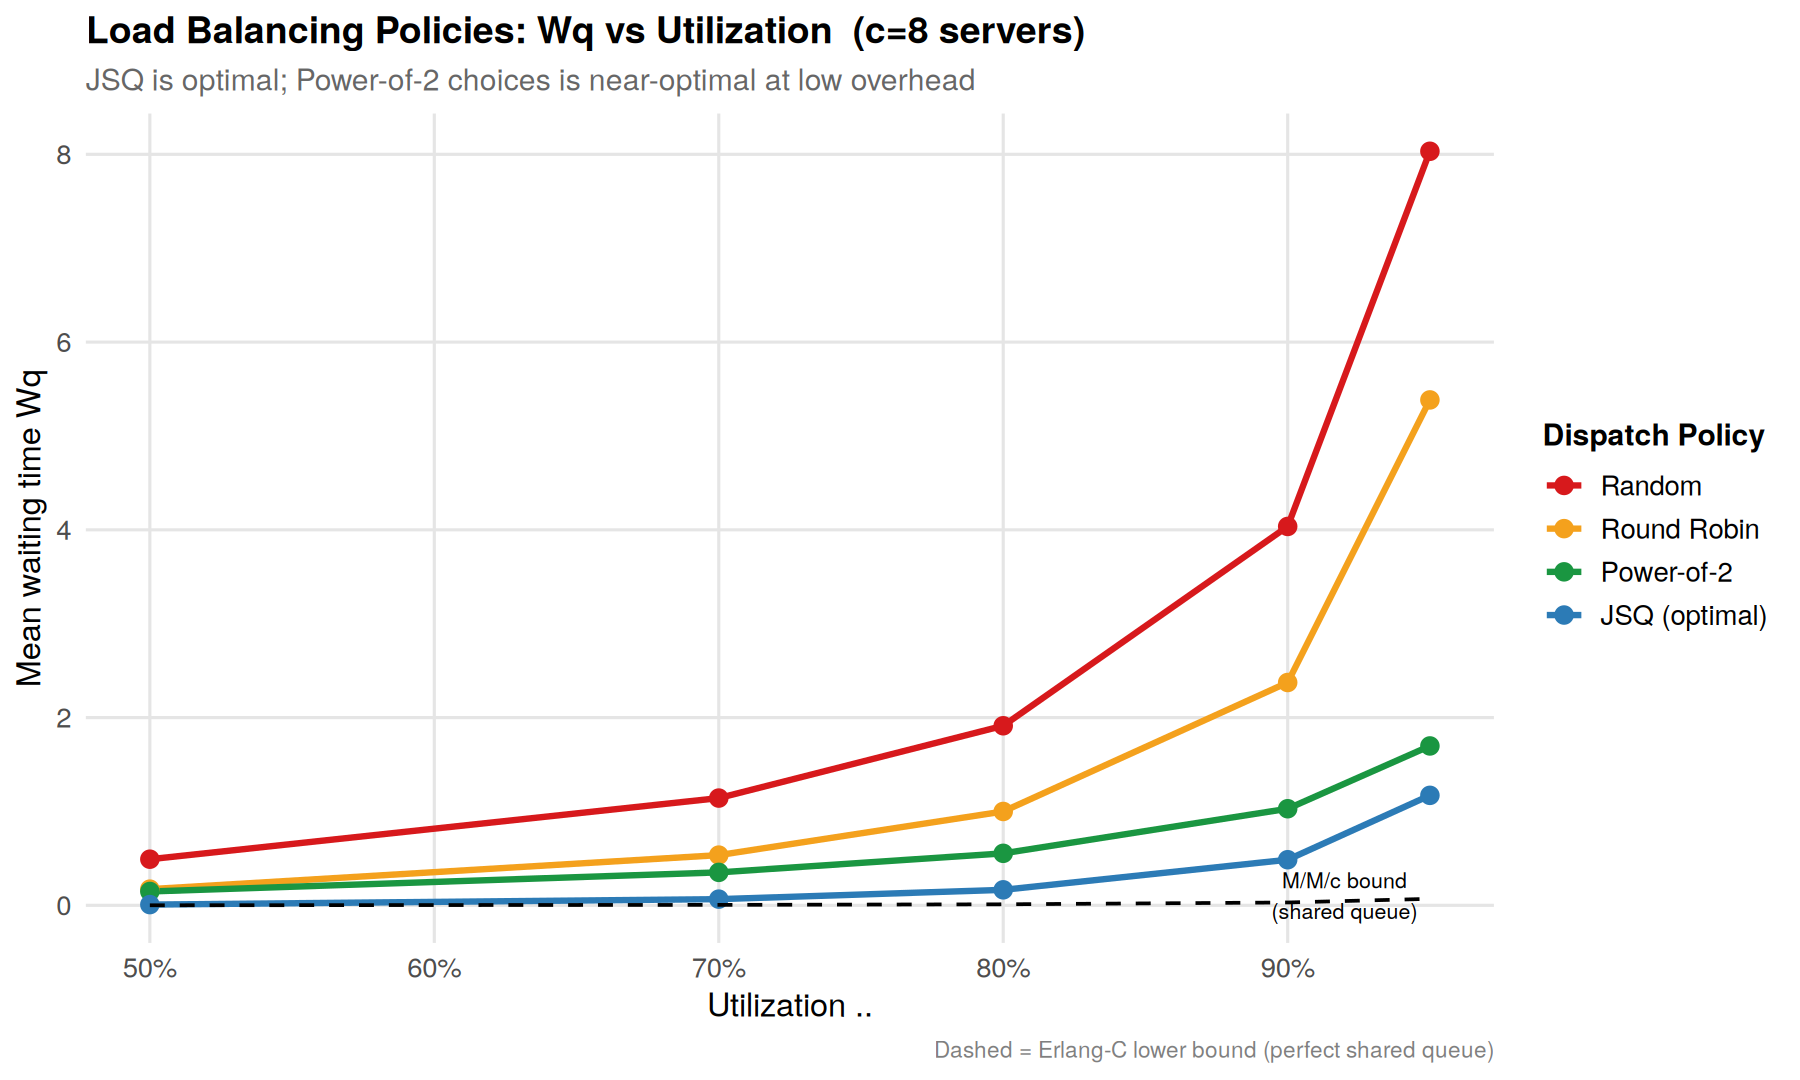 Load Balancing Policies: Wq vs Utilization  (c=8 servers)
JSQ is optimal; Power-of-2 choices is near-optimal at low overhead
Mean waiting time Wq
8
6
4
2
0
M/M/c bound
(shared queue)
50%
60%
70%
80%
90%
Utilization ..
Dispatch Policy
Random
Round Robin
Power-of-2
JSQ (optimal)
Dashed = Erlang-C lower bound (perfect shared queue)